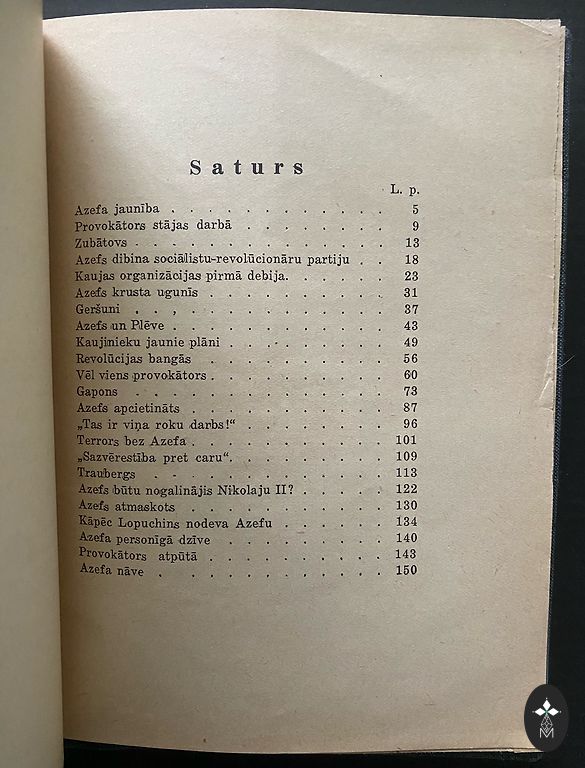 Saturs
L. p.
Azefa jaunība . . . . . . . . . . . . 5
Provokātors stājas darbā . . . . . . . . 9
Zubātovs . . . . . . . . . . . . . 13
Azefs dibina sociālistu-revolūcionāru partiju . . 18
Kaujas organizācijas pirmā debija. . . . . . 23
Azefs krusta ugunīs . . . . . . . . . . 31
Geršuni . . . . . . . . . . . . . 37
Azefs un Plēve . . . . . . . . . . . 43
Kaujinieku jaunie plāni . . . . . . . . . 49
Revolūcijas bangās . . . . . . . . . . 56
Vēl viens provokātors . . . . . . . . . 60
Gapons . . . . . . . . . . . . . 73
Azefs apcietināts . . . . . . . . . . . 87
„Tas ir viņa roku darbs!“ . . . . . . . . 96
Terrors bez Azefa . . . . . . . . . . 101
„Sazvērestība pret caru“. . . . . . . . . 109
Traubergs . . . . . . . . . . . . 113
Azefs būtu nogalinājis Nikolaju II? . . . . . 122
Azefs atmaskots . . . . . . . . . . . 130
Kāpēc Lopuchins nodeva Azefu . . . . . . 134
Azefa personīgā dzīve . . . . . . . . . 140
Provokātors atpūtā . . . . . . . . . . 143
Azefa nāve . . . . . . . . . . . . 150